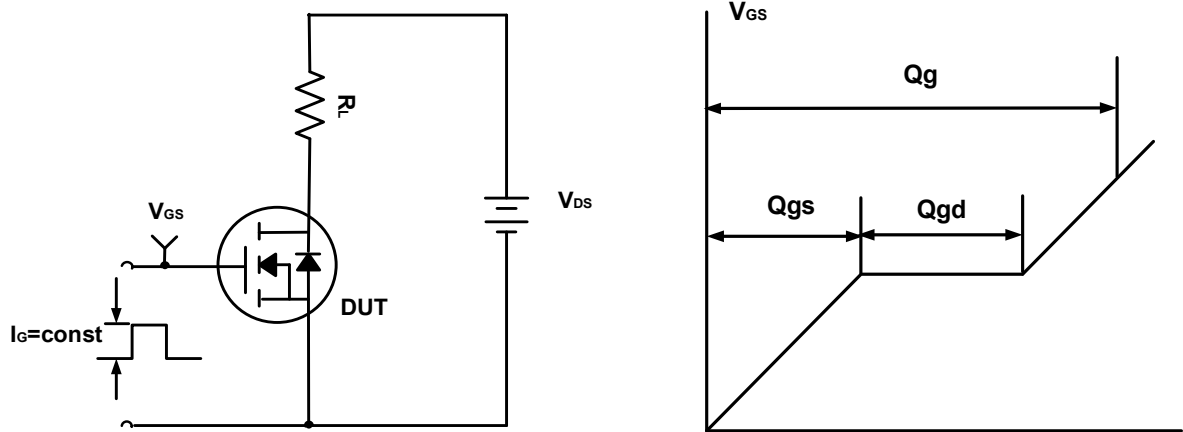 RL
VGS
VDS
DUT
IG=const
VGS
Qg
Qgs
Qgd